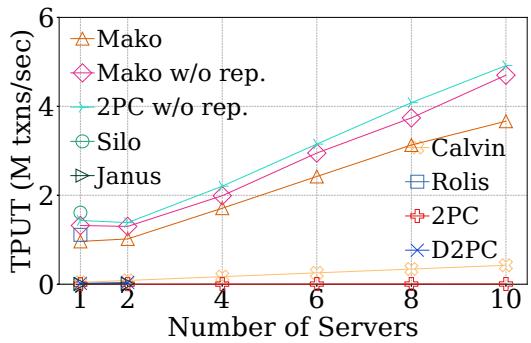 TPUT (M txns/sec)
6
4
2
0
Mako
Mako w/o rep.
2PC w/o rep.
Silo
Janus
Calvin
Rolis
2PC
D2PC
1 2 4 6 8 10
Number of Servers